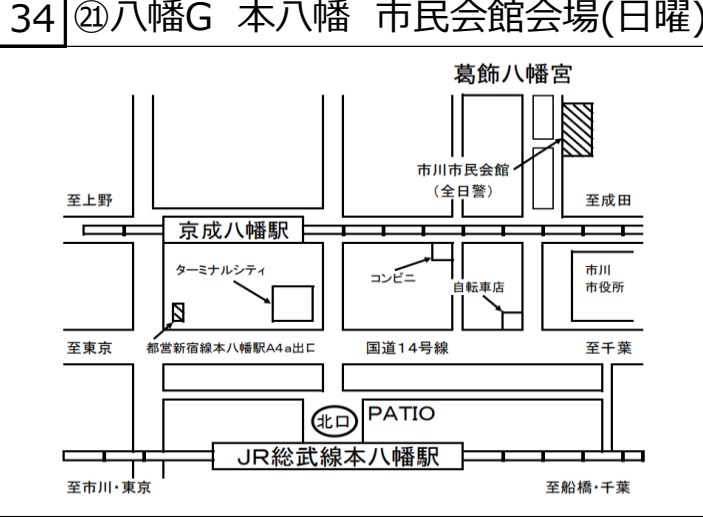 34 ㉑八幡G 本八幡 市民会館会場(日曜)
葛飾八幡宮
市川市民会館
(全日警)
至上野
至成田
京成八幡駅
ターミナルシティ
コンビニ
自転車店
市川
市役所
至東京
都営新宿線本八幡駅A4a出口
国道14号線
至千葉
北口
PATIO
JR総武線本八幡駅
至市川・東京
至船橋・千葉